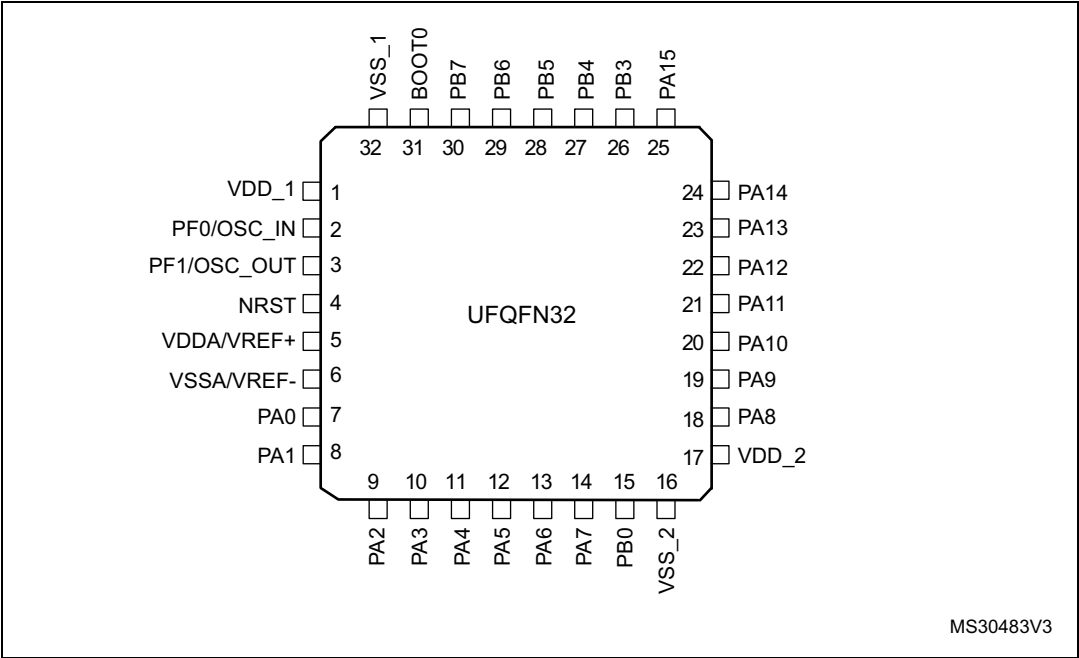 VSS_1
BOOT0
PB7
PB6
PB5
PB4
PB3
PA15
32 31 30 29 28 27 26 25
VDD_1 1
PF0/OSC_IN 2
PF1/OSC_OUT 3
NRST 4
VDDA/VREF+ 5
VSSA/VREF- 6
PA0 7
PA1 8
UFQFN32
24 PA14
23 PA13
22 PA12
21 PA11
20 PA10
19 PA9
18 PA8
17 VDD_2
9 10 11 12 13 14 15 16
PA2
PA3
PA4
PA5
PA6
PA7
PB0
VSS_2
MS30483V3